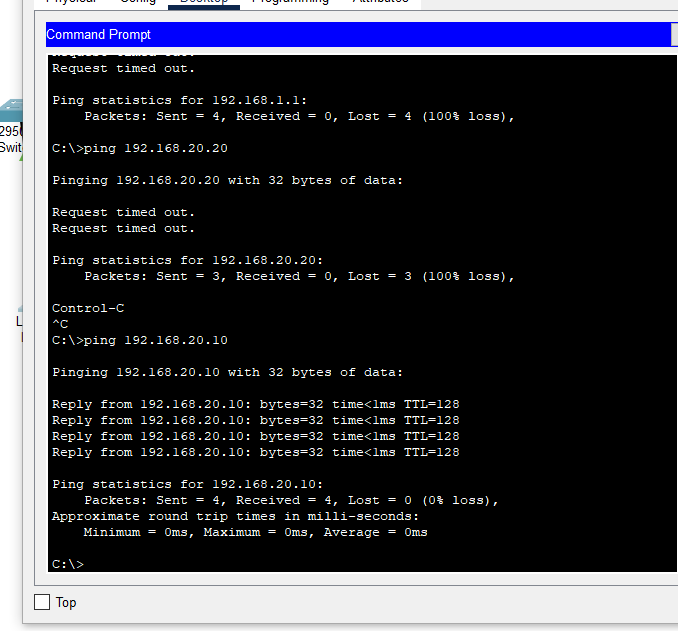 Physical Config Desktop Programming Attributes
Command Prompt
Request timed out.
Request timed out.
Ping statistics for 192.168.1.1:
Packets: Sent = 4, Received = 0, Lost = 4 (100% loss),
C:\>ping 192.168.20.20
Pinging 192.168.20.20 with 32 bytes of data:
Request timed out.
Request timed out.
Ping statistics for 192.168.20.20:
Packets: Sent = 3, Received = 0, Lost = 3 (100% loss),
Control-C
^C
C:\>ping 192.168.20.10
Pinging 192.168.20.10 with 32 bytes of data:
Reply from 192.168.20.10: bytes=32 time<1ms TTL=128
Reply from 192.168.20.10: bytes=32 time<1ms TTL=128
Reply from 192.168.20.10: bytes=32 time<1ms TTL=128
Reply from 192.168.20.10: bytes=32 time<1ms TTL=128
Ping statistics for 192.168.20.10:
Packets: Sent = 4, Received = 4, Lost = 0 (0% loss),
Approximate round trip times in milli-seconds:
Minimum = 0ms, Maximum = 0ms, Average = 0ms
C:\>
Top
295
Swit
L